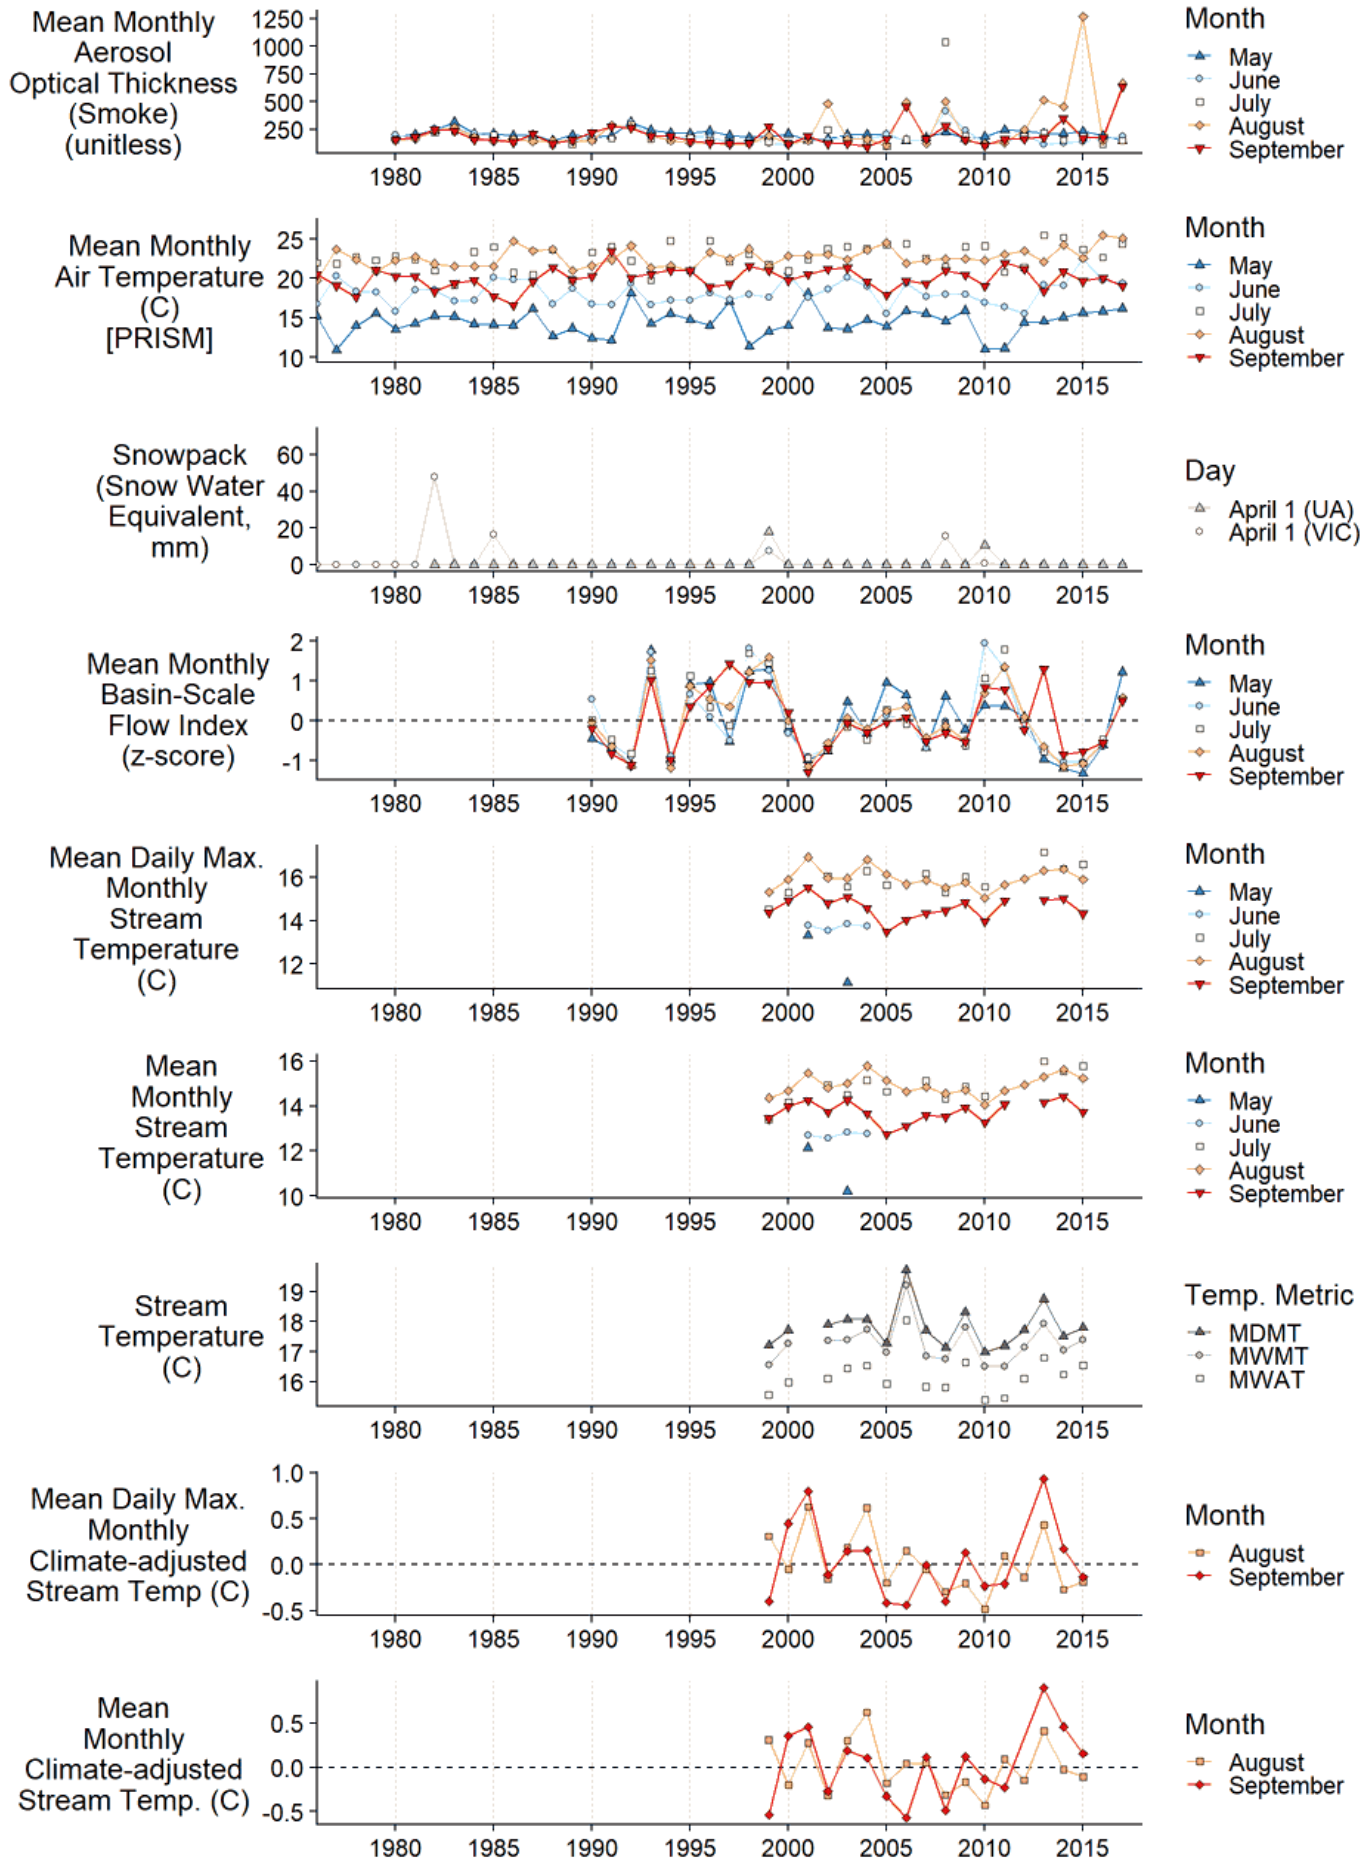 Mean Monthly
Aerosol
Optical Thickness
(Smoke)
(unitless)
1250
1000
750
500
250
1980 1985 1990 1995 2000 2005 2010 2015
Month
May
June
July
August
September
Mean Monthly
Air Temperature
(C)
[PRISM]
25
20
15
10
1980 1985 1990 1995 2000 2005 2010 2015
Month
May
June
July
August
September
Snowpack
(Snow Water
Equivalent,
mm)
60
40
20
0
1980 1985 1990 1995 2000 2005 2010 2015
Day
April 1 (UA)
April 1 (VIC)
Mean Monthly
Basin-Scale
Flow Index
(z-score)
2
1
0
-1
1980 1985 1990 1995 2000 2005 2010 2015
Month
May
June
July
August
September
Mean Daily Max.
Monthly
Stream
Temperature
(C)
16
14
12
1980 1985 1990 1995 2000 2005 2010 2015
Month
May
June
July
August
September
Mean
Monthly
Stream
Temperature
(C)
16
14
12
10
1980 1985 1990 1995 2000 2005 2010 2015
Month
May
June
July
August
September
Stream
Temperature
(C)
19
18
17
16
1980 1985 1990 1995 2000 2005 2010 2015
Temp. Metric
MDMT
MWMT
MWAT
Mean Daily Max.
Monthly
Climate-adjusted
Stream Temp (C)
1.0
0.5
0.0
-0.5
1980 1985 1990 1995 2000 2005 2010 2015
Month
August
September
Mean
Monthly
Climate-adjusted
Stream Temp. (C)
0.5
0.0
-0.5
1980 1985 1990 1995 2000 2005 2010 2015
Month
August
September